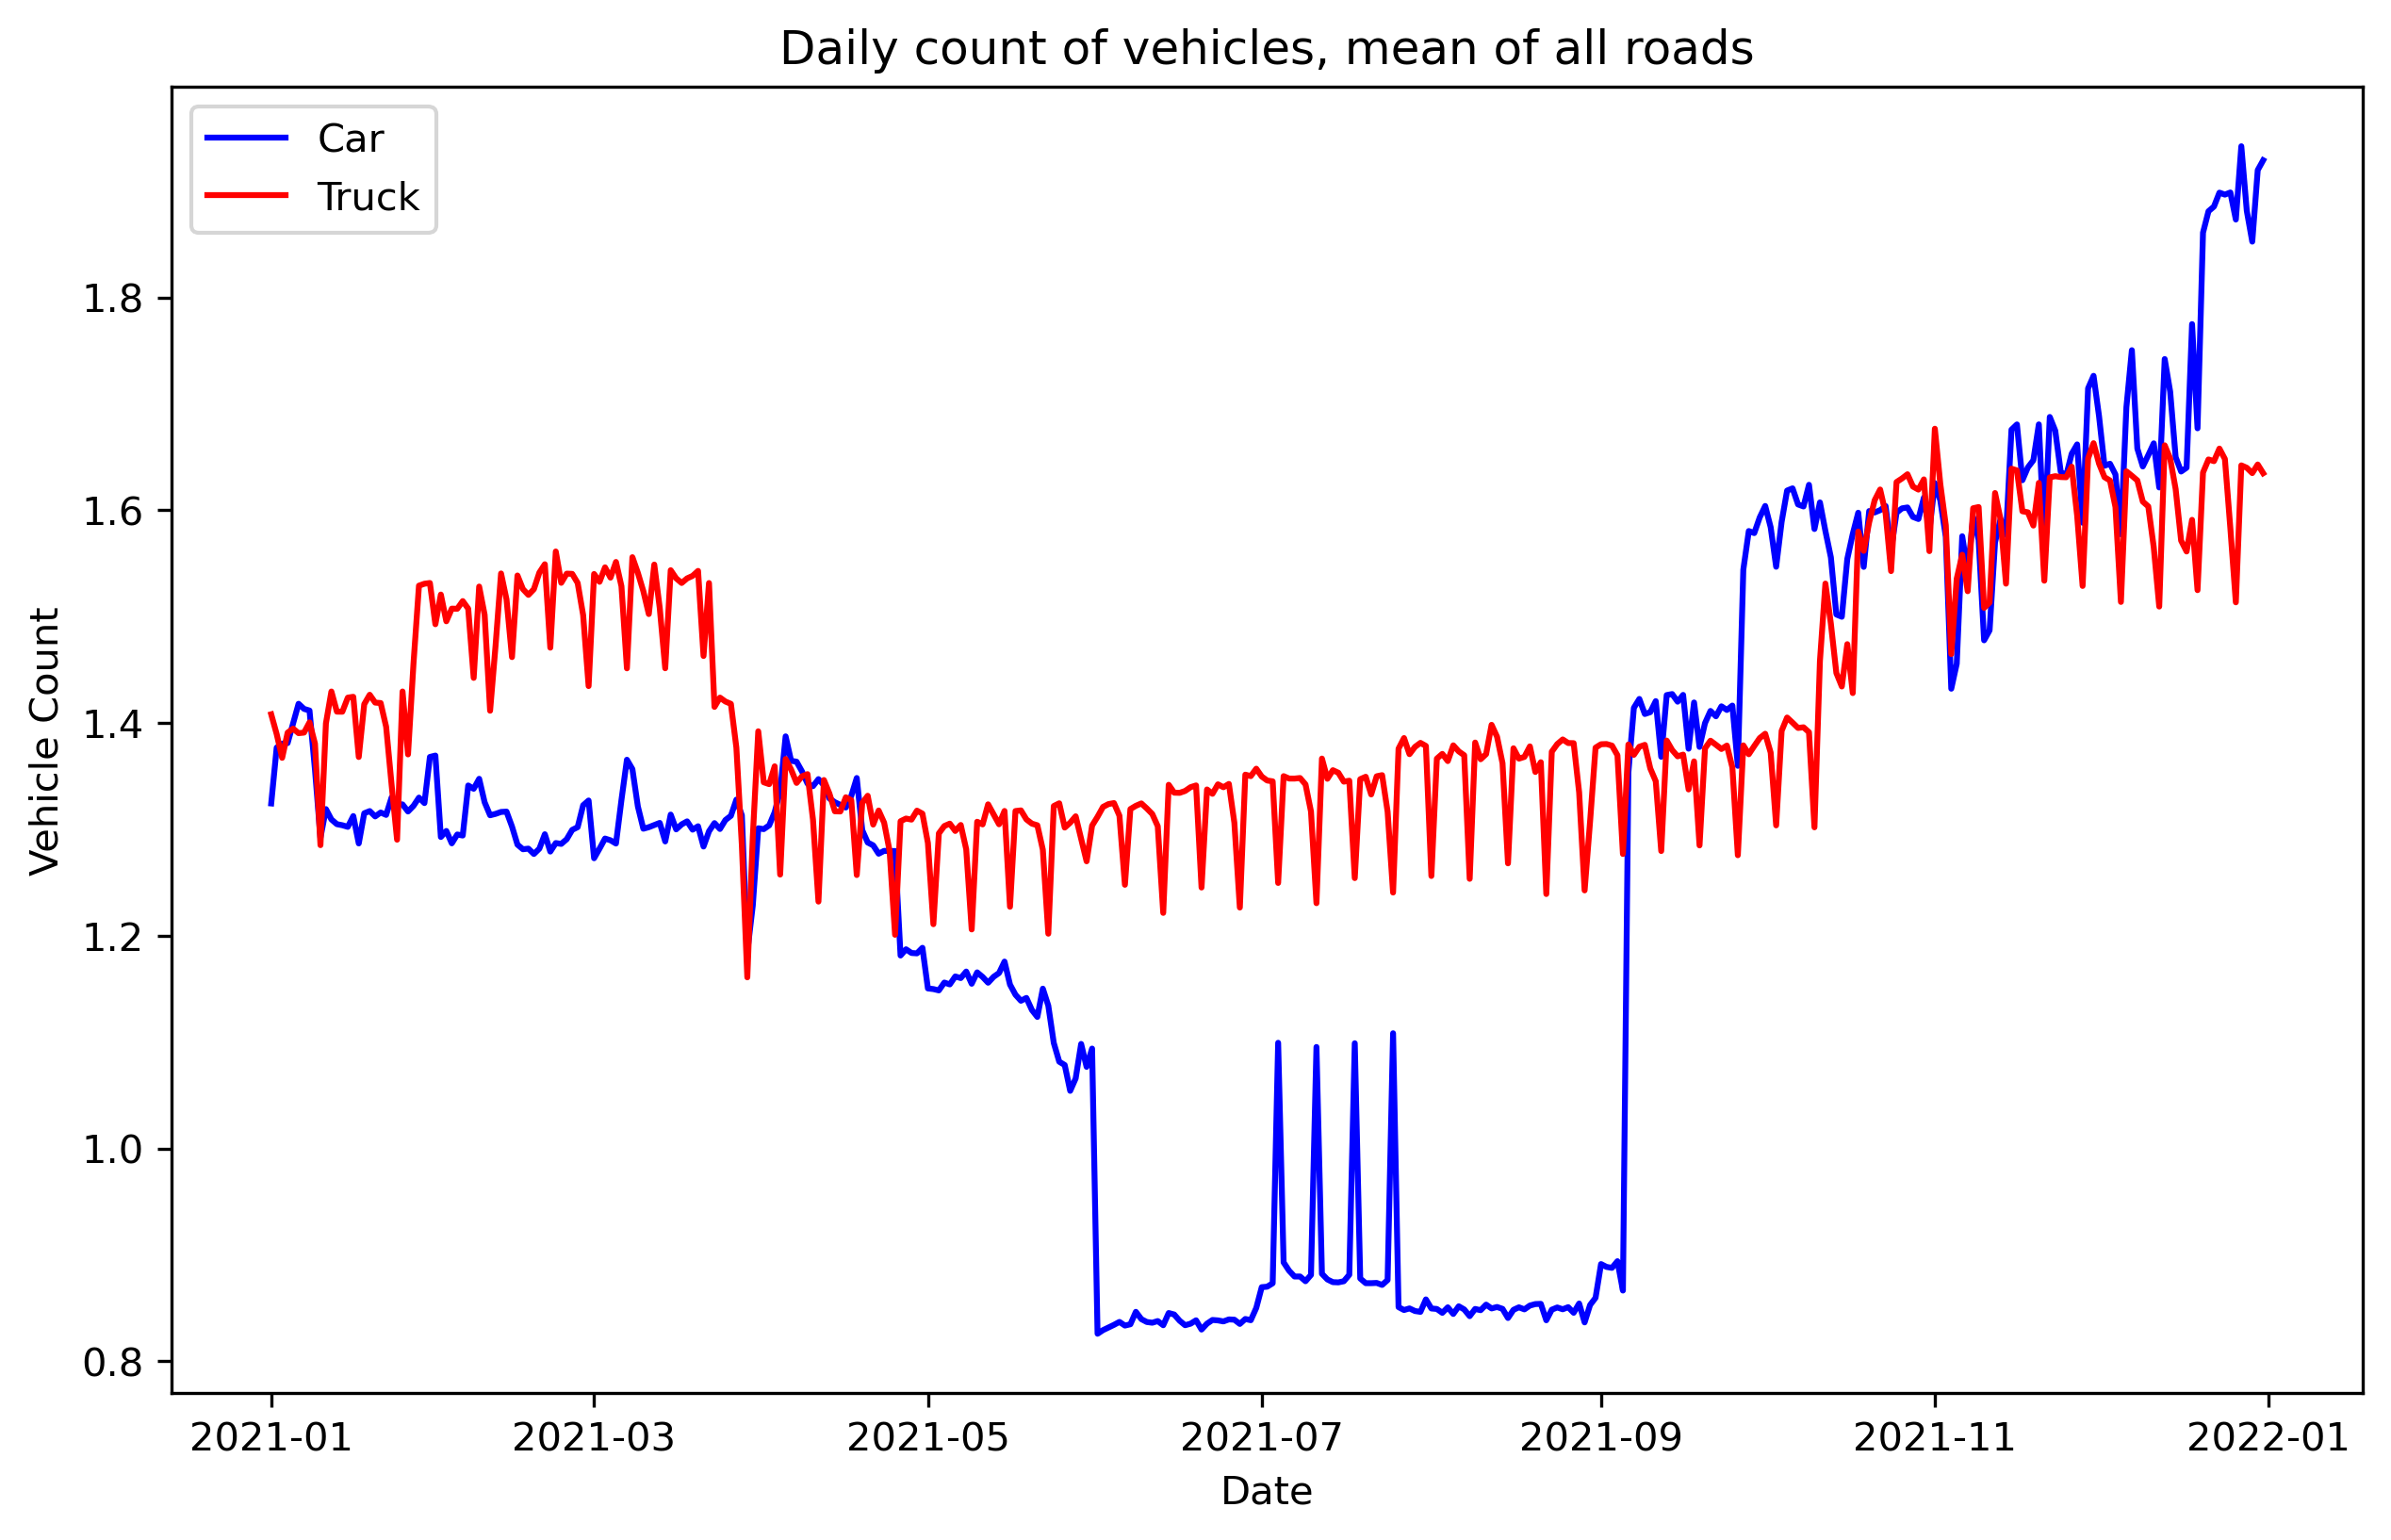 Daily count of vehicles, mean of all roads
Car
Truck
Vehicle Count
1.8
1.6
1.4
1.2
1.0
0.8
2021-01 2021-03 2021-05 2021-07 2021-09 2021-11 2022-01
Date